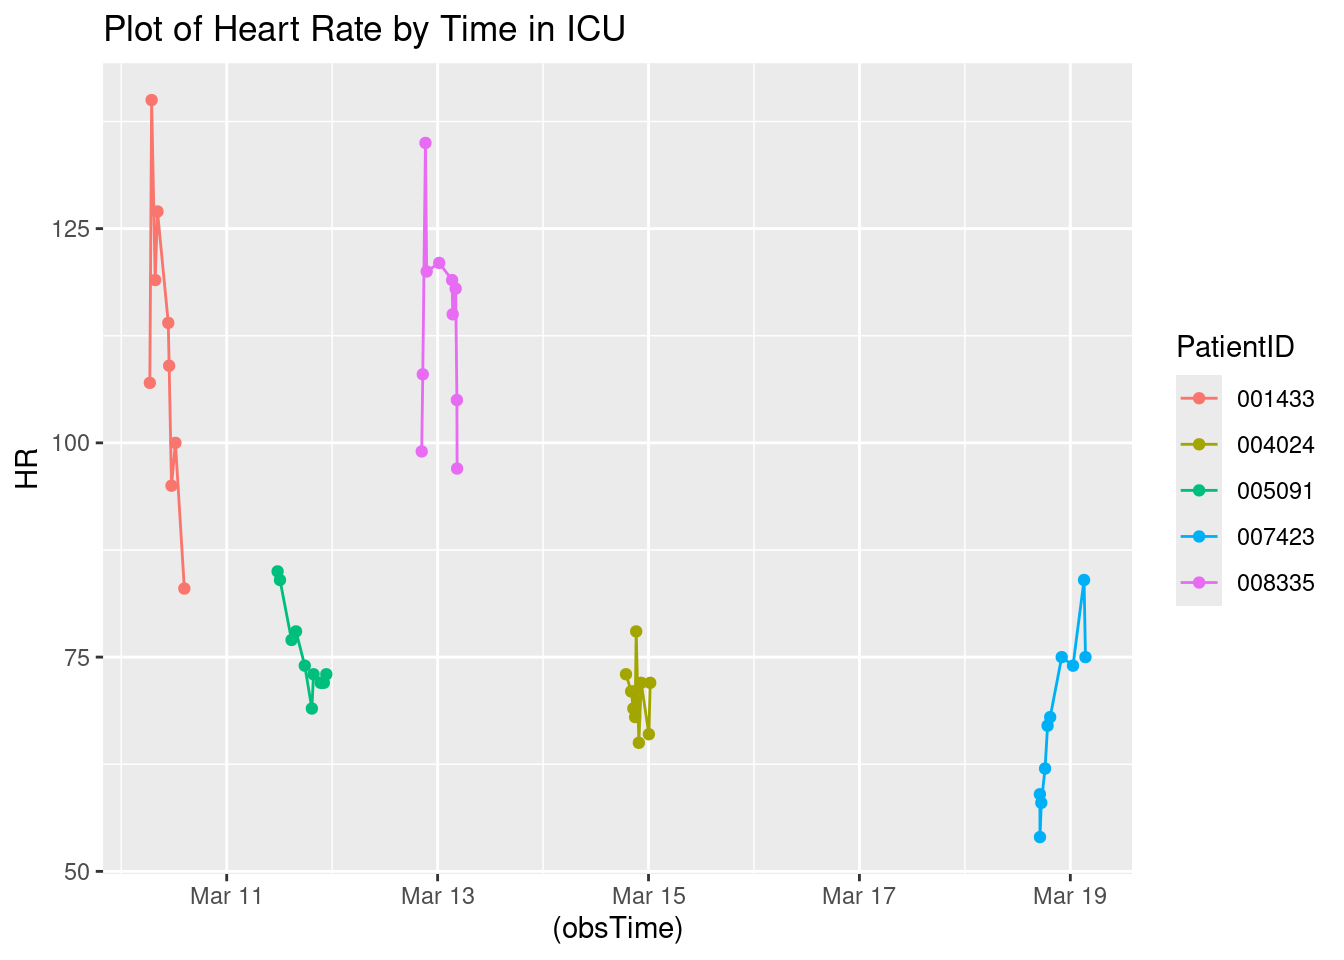 Plot of Heart Rate by Time in ICU
125
100
75
50
HR
Mar 11
Mar 13
Mar 15
Mar 17
Mar 19
(obsTime)
PatientID
001433
004024
005091
007423
008335